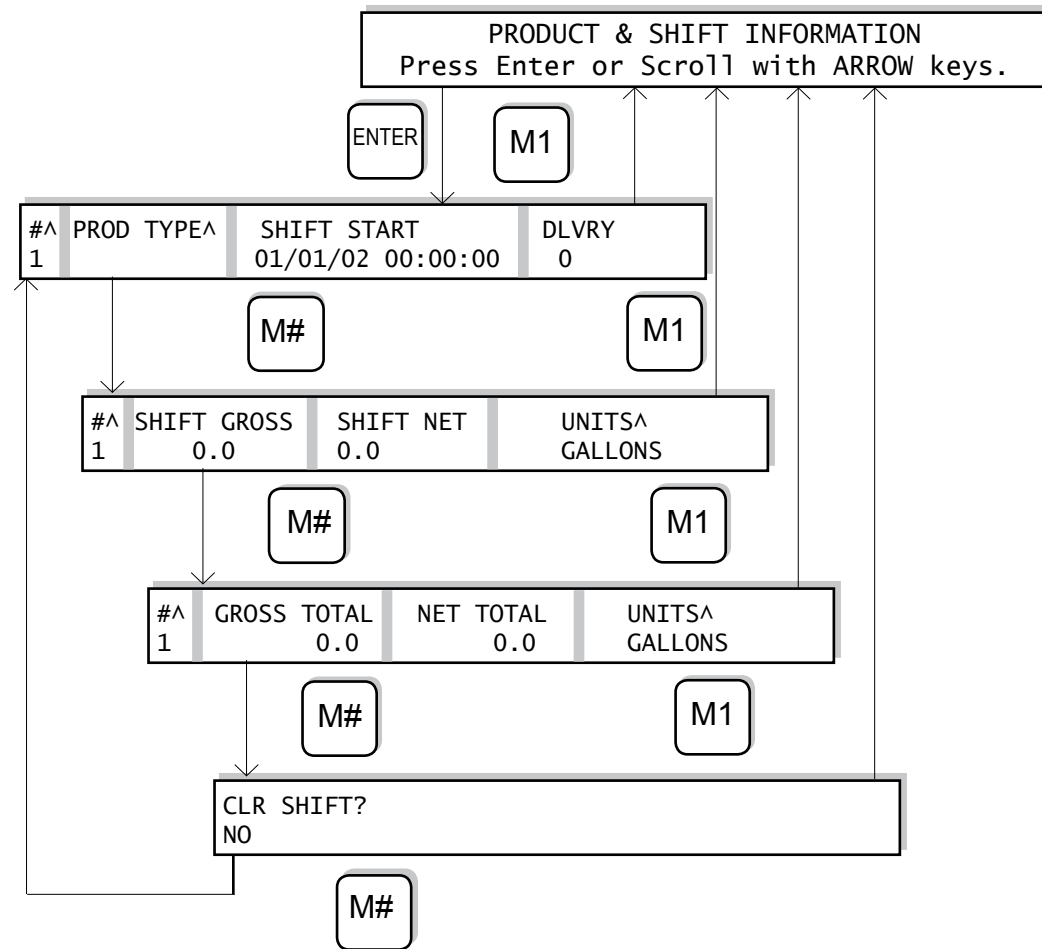 PRODUCT & SHIFT INFORMATION
Press Enter or Scroll with ARROW keys.
ENTER
M1
#^ PROD TYPE^ SHIFT START DLVRY
1 01/01/02 00:00:00 0
M#
M1
#^ SHIFT GROSS SHIFT NET UNITS^
1 0.0 0.0 GALLONS
M#
M1
#^ GROSS TOTAL NET TOTAL UNITS^
1 0.0 0.0 GALLONS
M#
M1
CLR SHIFT?
NO
M#